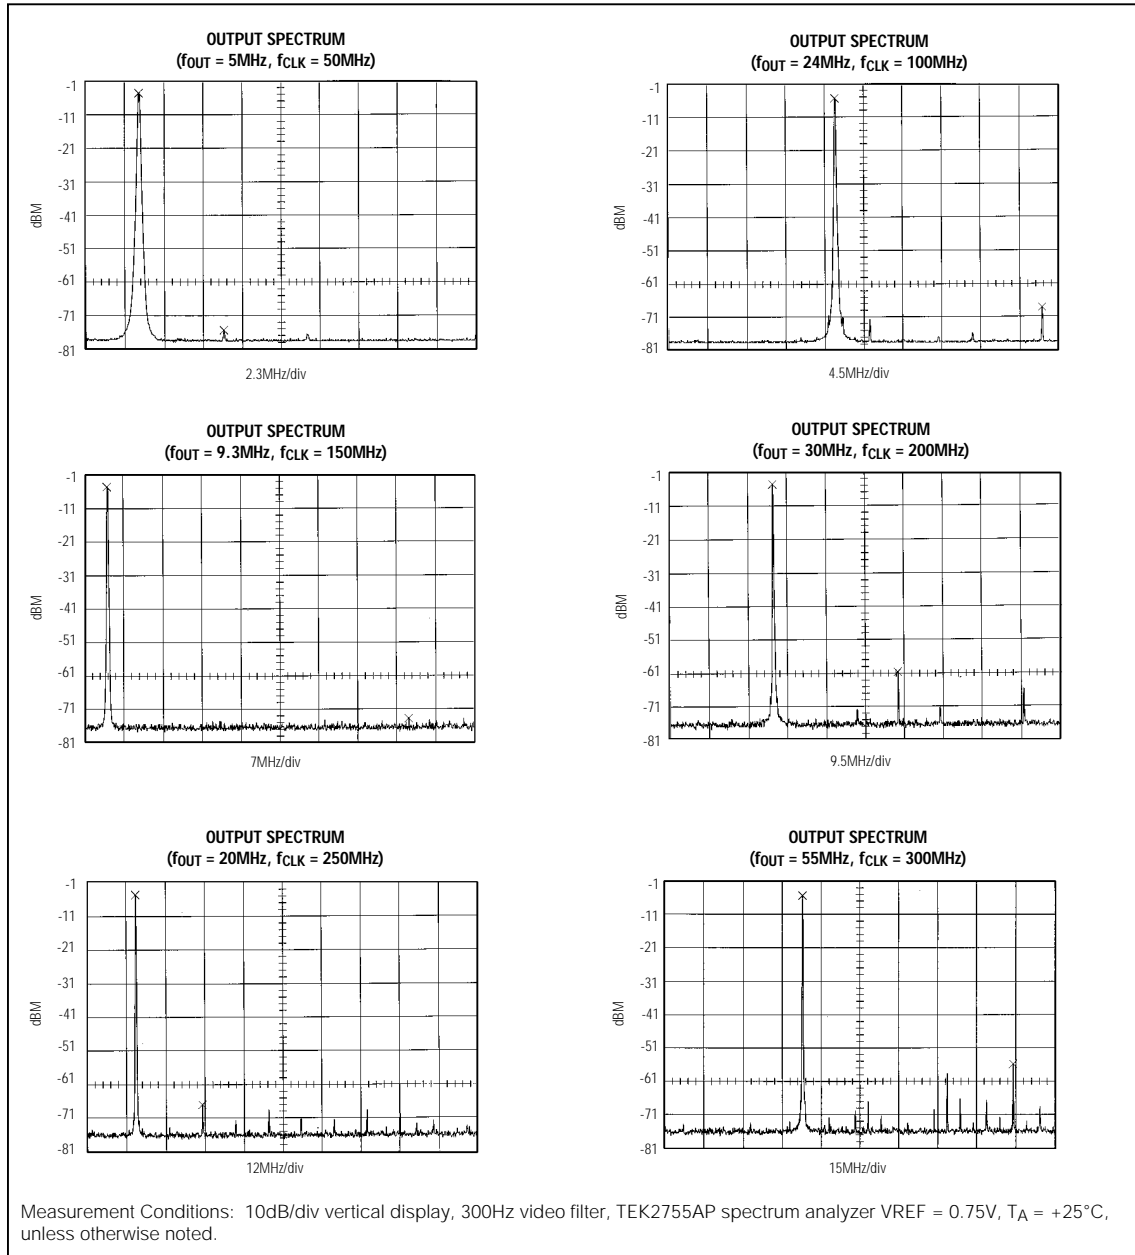 OUTPUT SPECTRUM
(fOUT = 5MHz, fCLK = 50MHz)
-1
-11
-21
-31
-41
-51
-61
-71
-81
dBM
2.3MHz/div
OUTPUT SPECTRUM
(fOUT = 24MHz, fCLK = 100MHz)
-1
-11
-21
-31
-41
-51
-61
-71
-81
dBM
4.5MHz/div
OUTPUT SPECTRUM
(fOUT = 9.3MHz, fCLK = 150MHz)
-1
-11
-21
-31
-41
-51
-61
-71
-81
dBM
7MHz/div
OUTPUT SPECTRUM
(fOUT = 30MHz, fCLK = 200MHz)
-1
-11
-21
-31
-41
-51
-61
-71
-81
dBM
9.5MHz/div
OUTPUT SPECTRUM
(fOUT = 20MHz, fCLK = 250MHz)
-1
-11
-21
-31
-41
-51
-61
-71
-81
dBM
12MHz/div
OUTPUT SPECTRUM
(fOUT = 55MHz, fCLK = 300MHz)
-1
-11
-21
-31
-41
-51
-61
-71
-81
dBM
15MHz/div
Measurement Conditions: 10dB/div vertical display, 300Hz video filter, TEK2755AP spectrum analyzer VREF = 0.75V, TA = +25°C,
unless otherwise noted.